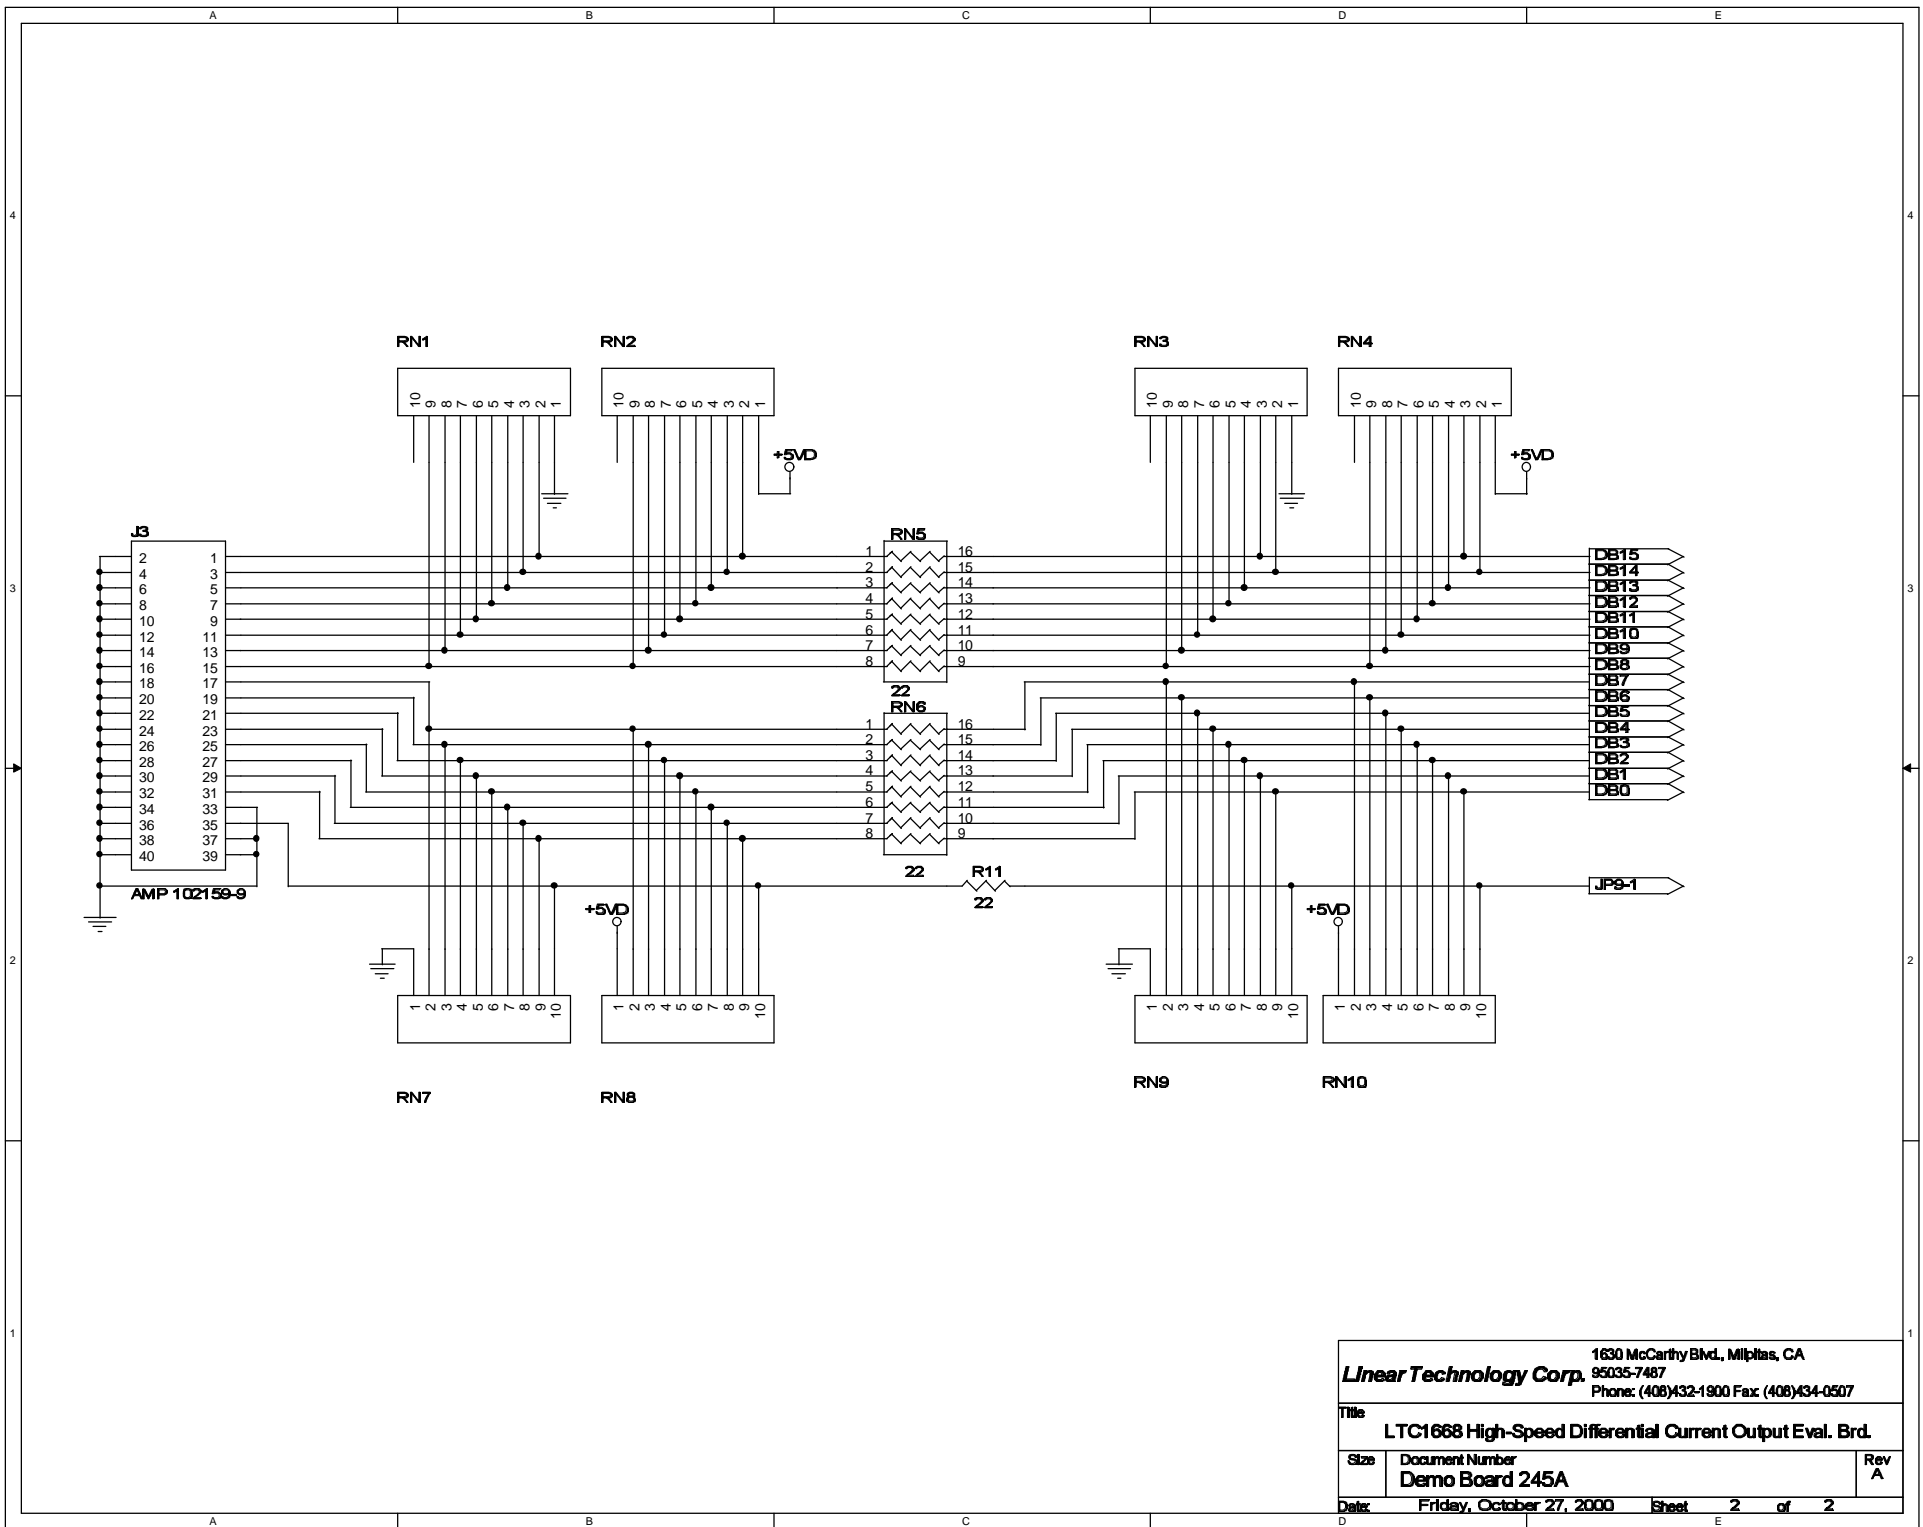 A B C D E
4 4
RN1 RN2 RN3 RN4
10 9 8 7 6 5 4 3 2 1
10 9 8 7 6 5 4 3 2 1
10 9 8 7 6 5 4 3 2 1
10 9 8 7 6 5 4 3 2 1
+5VD +5VD
J3
2 1
4 3
6 5
8 7
10 9
12 11
14 13
16 15
18 17
20 19
22 21
24 23
26 25
28 27
30 29
32 31
34 33
36 35
38 37
40 39
AMP 102159-9
RN5
1 16
2 15
3 14
4 13
5 12
6 11
7 10
8 9
22
RN6
1 16
2 15
3 14
4 13
5 12
6 11
7 10
8 9
22
R11
22
DB15
DB14
DB13
DB12
DB11
DB10
DB9
DB8
DB7
DB6
DB5
DB4
DB3
DB2
DB1
DB0
JP9-1
3 3
+5VD +5VD
2 2
1 2 3 4 5 6 7 8 9 10
1 2 3 4 5 6 7 8 9 10
1 2 3 4 5 6 7 8 9 10
1 2 3 4 5 6 7 8 9 10
RN9 RN10
RN7 RN8
1 1
Linear Technology Corp.
1630 McCarthy Blvd., Milpitas, CA
95035-7487
Phone: (408)432-1900 Fax: (408)434-0507
Title
LTC1668 High-Speed Differential Current Output Eval. Brd.
Size Document Number Rev
Demo Board 245A A
Date: Friday, October 27, 2000 Sheet 2 of 2
A B C D E